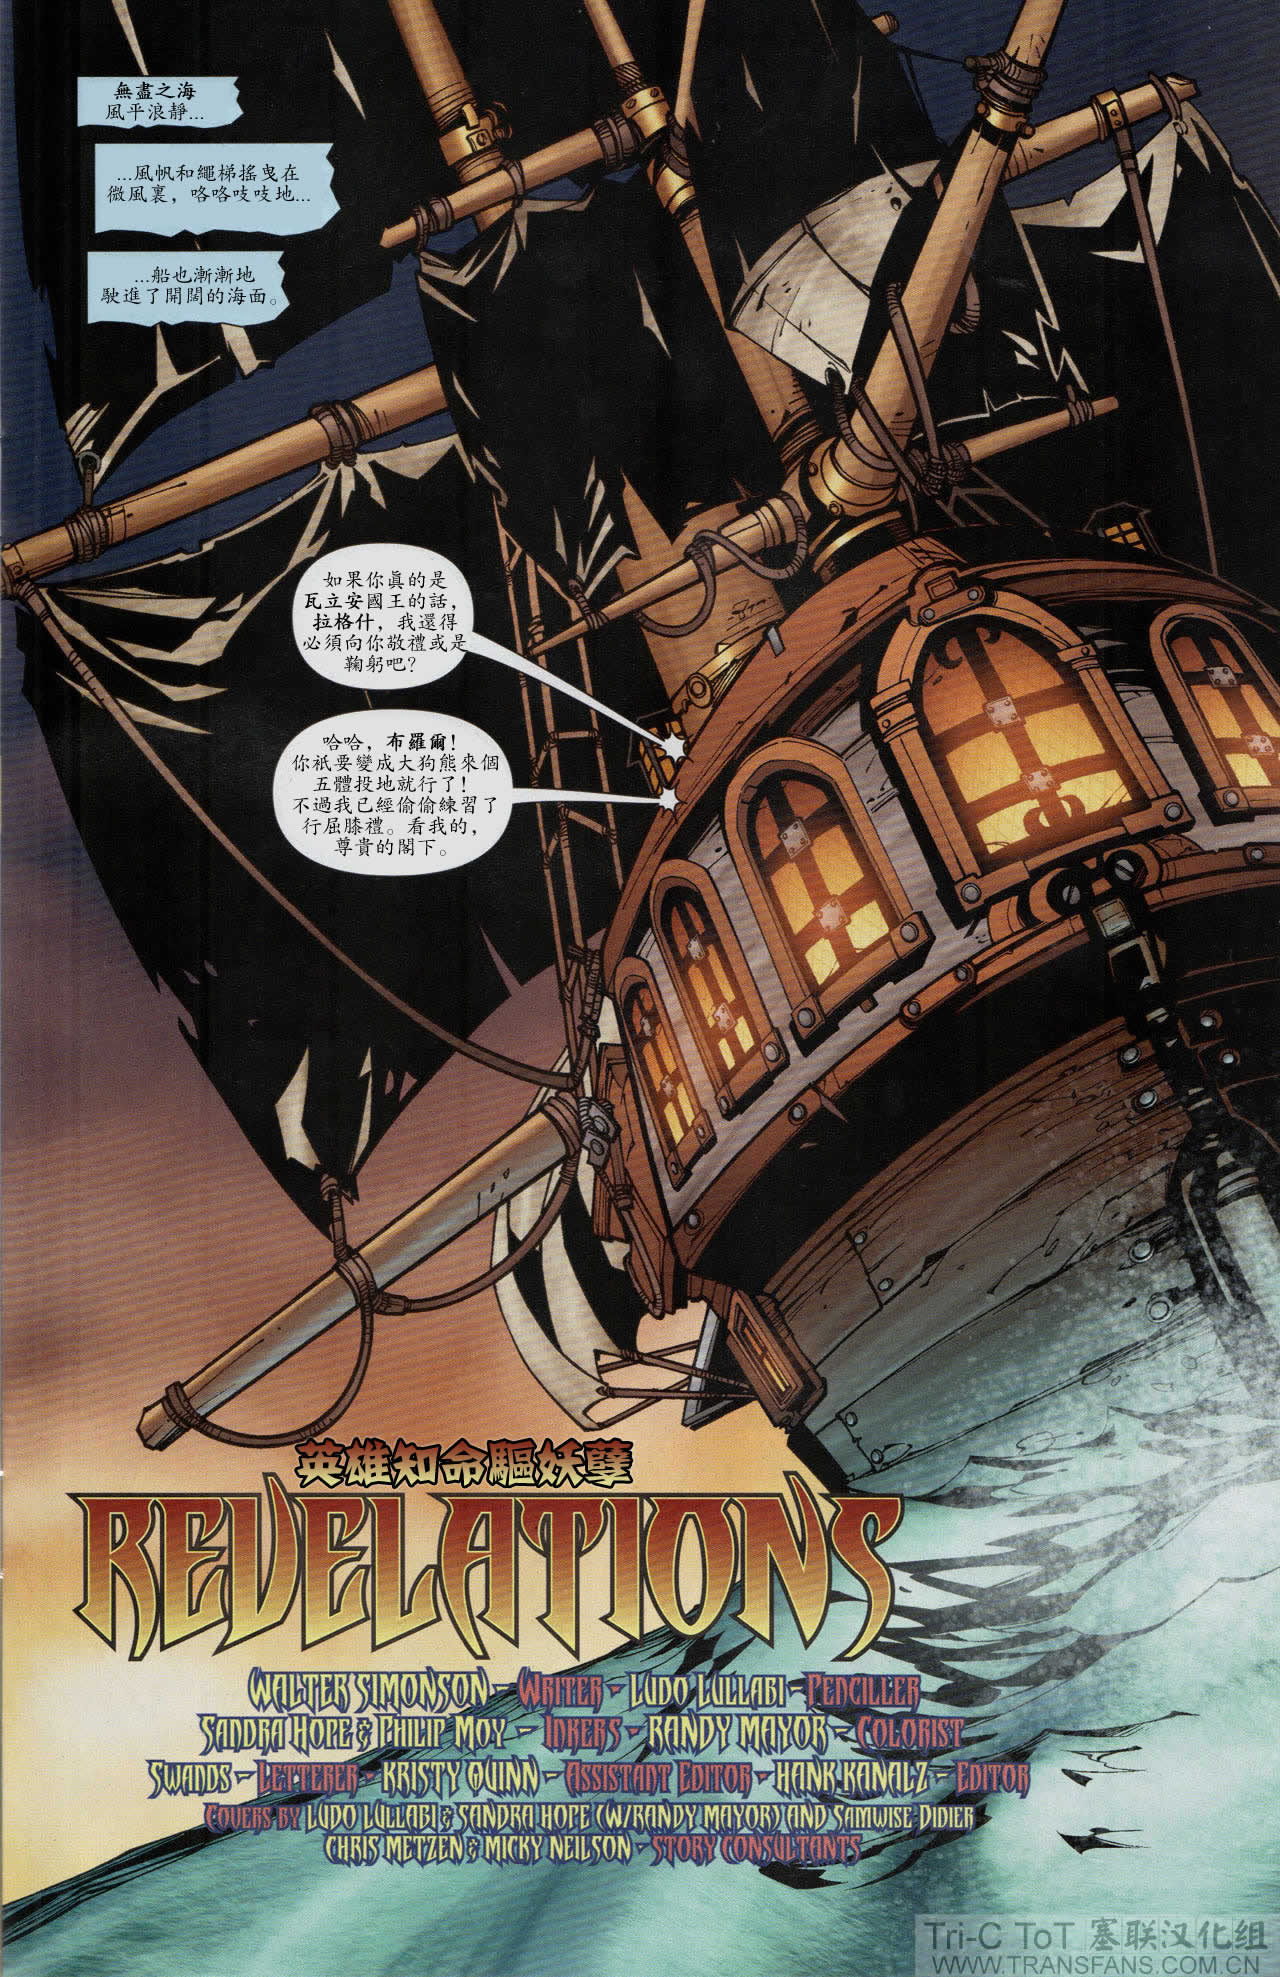 無盡之海
風平浪靜...
...風帆和繩梯搖曳在
微風裏，咯咯吱吱地...
...船也漸漸地
駛進了開闊的海面。
如果你眞的是
瓦立安國王的話，
拉格什，我還得
必須向你敬禮或是
鞠躬吧？
哈哈，布羅爾！
你衹要變成大狗熊來個
五體投地就行了！
不過我已經偷偷練習了
行屈膝禮。看我的，
尊貴的閣下。
英雄知命驅妖孽
REVELATIONS
WALTER SIMONSON - WRITER - LUDO LULLABI - PENCILLER
SANDRA HOPE & PHILIP MOY - INKERS - RANDY MAYOR - COLORIST
SWANDS - LETTERER - KRISTY QUINN - ASSISTANT EDITOR - HANK KANALZ - EDITOR
COVERS BY LUDO LULLABI & SANDRA HOPE (W/RANDY MAYOR) AND SAMWISE DIDIER
CHRIS METZEN & MICKY NEILSON - STORY CONSULTANTS
Tri-C ToT 塞联汉化组
WWW.TRANSFANS.COM.CN